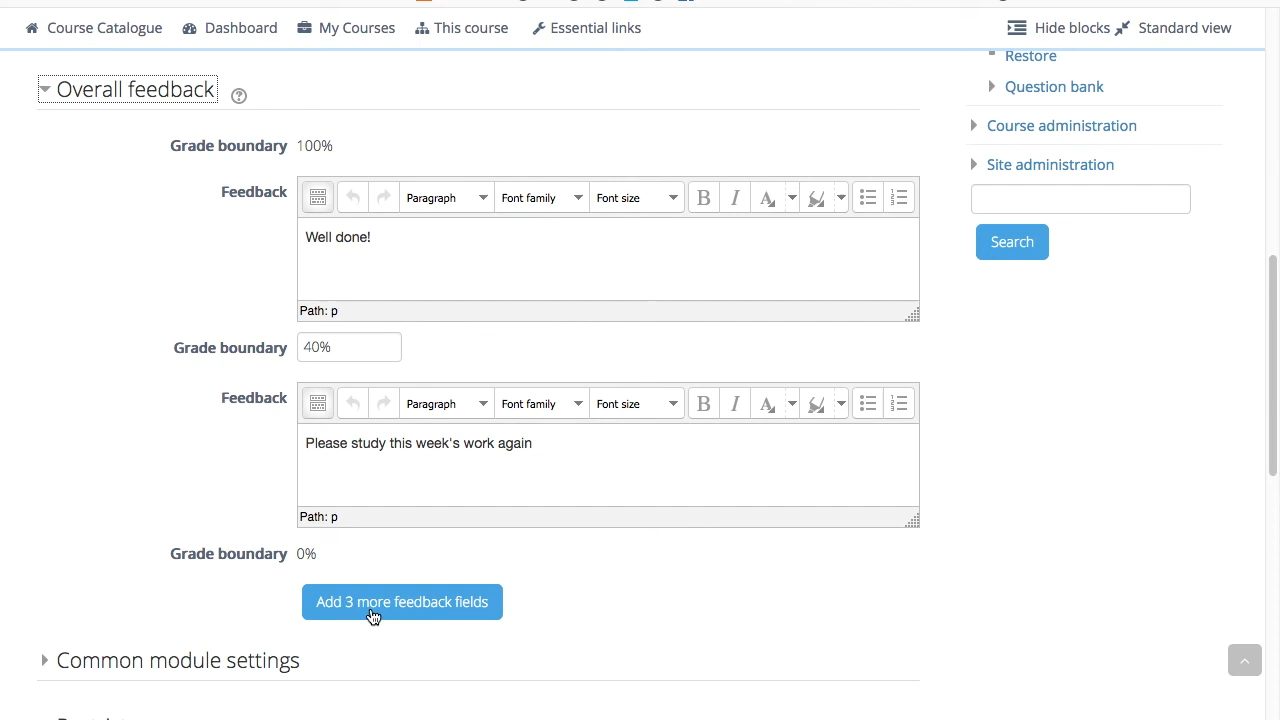 Course Catalogue Dashboard My Courses This course Essential links Hide blocks Standard view
Restore
Overall feedback
Question bank
Course administration
Grade boundary 100%
Site administration
Feedback Paragraph Font family Font size B I A
Well done!
Search
Path: p
Grade boundary 40%
Feedback Paragraph Font family Font size B I A
Please study this week's work again
Path: p
Grade boundary 0%
Add 3 more feedback fields
Common module settings